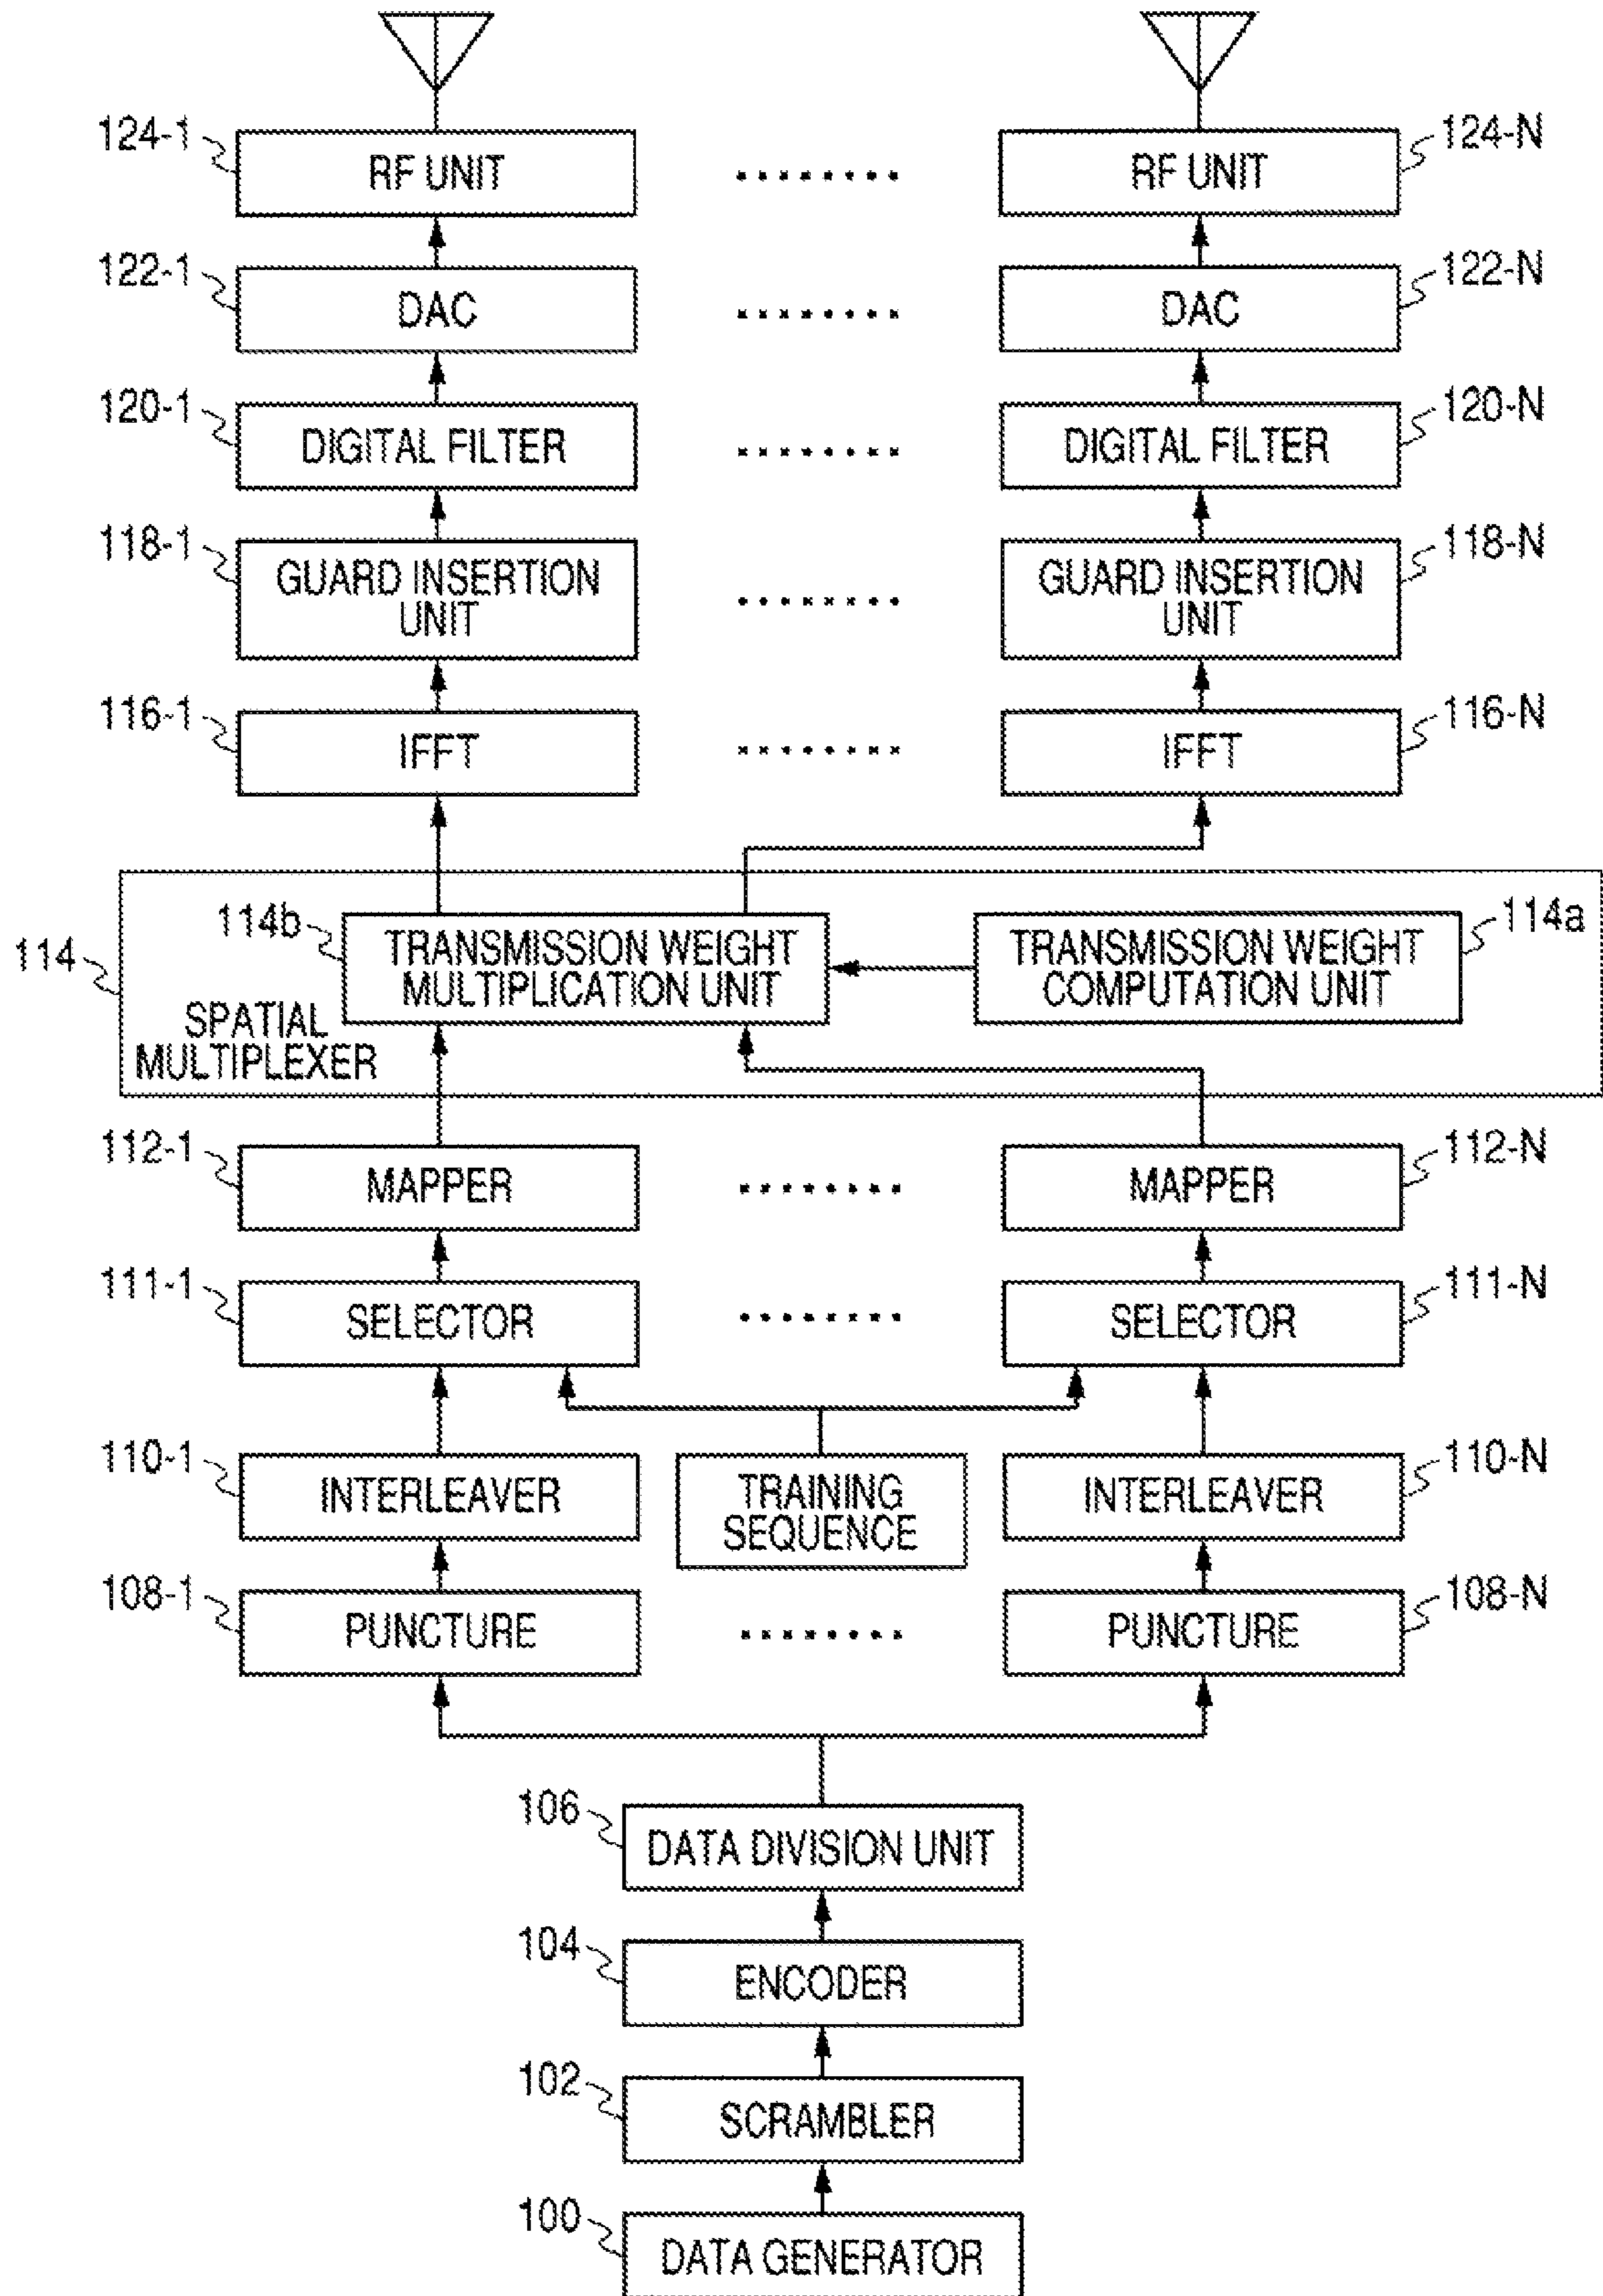 124-1
RF UNIT
RF UNIT
124-N
122-1
DAC
DAC
122-N
120-1
DIGITAL FILTER
DIGITAL FILTER
120-N
118-1
GUARD INSERTION
UNIT
GUARD INSERTION
UNIT
118-N
116-1
IFFT
IFFT
116-N
114
SPATIAL
MULTIPLEXER
114b
TRANSMISSION WEIGHT
MULTIPLICATION UNIT
TRANSMISSION WEIGHT
COMPUTATION UNIT
114a
112-1
MAPPER
MAPPER
112-N
111-1
SELECTOR
SELECTOR
111-N
110-1
INTERLEAVER
TRAINING
SEQUENCE
INTERLEAVER
110-N
108-1
PUNCTURE
PUNCTURE
108-N
106
DATA DIVISION UNIT
104
ENCODER
102
SCRAMBLER
100
DATA GENERATOR